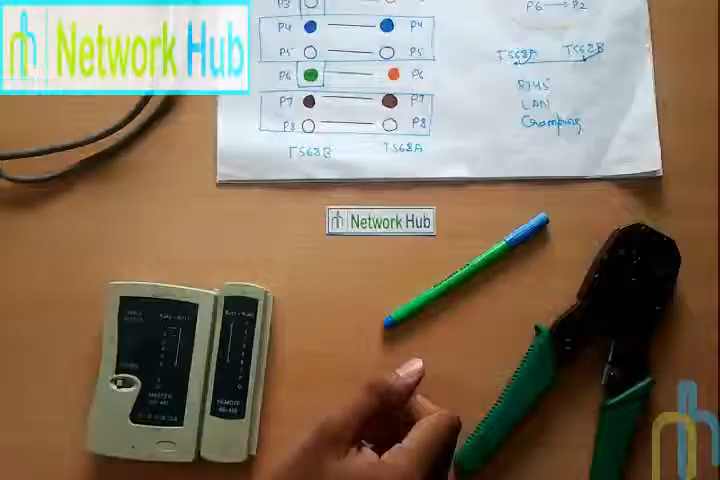 Network Hub
P3
P4 P4
P5 P5
P6 P6
P7 P7
P8 P8
T568B T568A
P6 → P2
T568A T568B
RJ45
LAN
Cramping
Network Hub
MASTER
REMOTE